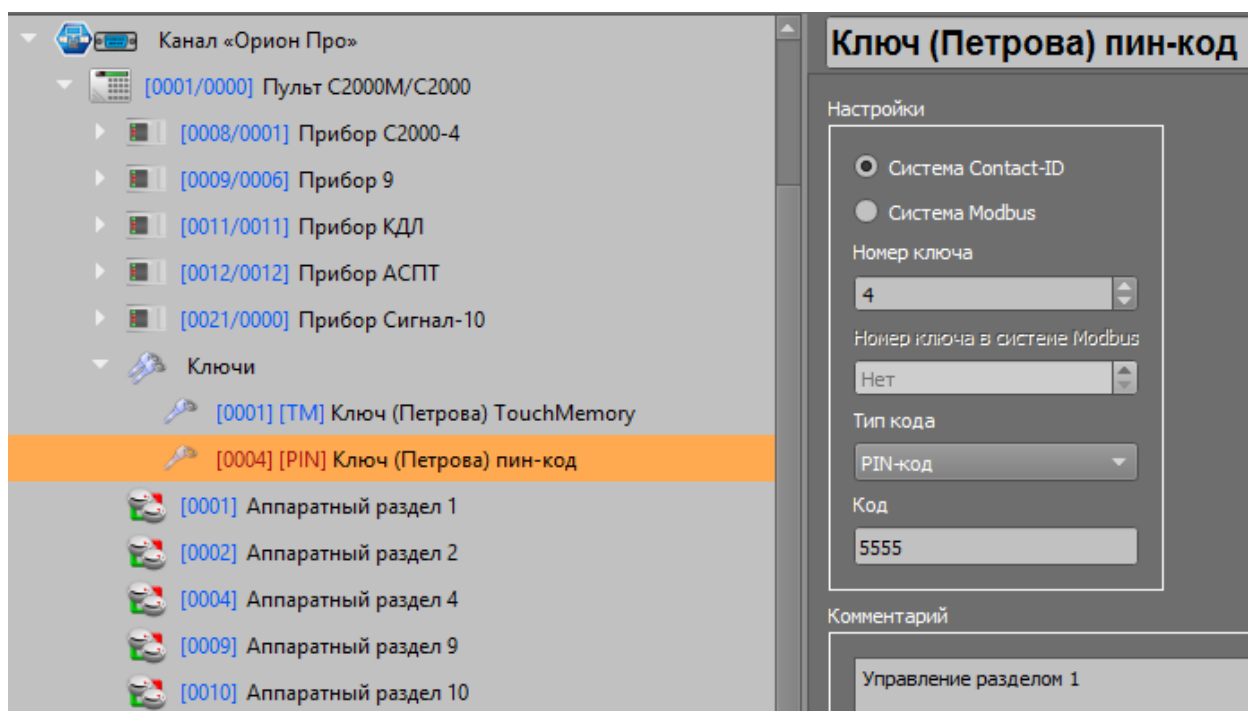 Канал «Орион Про»
[0001/0000] Пульт С2000М/С2000
[0008/0001] Прибор С2000-4
[0009/0006] Прибор 9
[0011/0011] Прибор КДЛ
[0012/0012] Прибор АСПТ
[0021/0000] Прибор Сигнал-10
Ключи
[0001] [TM] Ключ (Петрова) TouchMemory
[0004] [PIN] Ключ (Петрова) пин-код
[0001] Аппаратный раздел 1
[0002] Аппаратный раздел 2
[0004] Аппаратный раздел 4
[0009] Аппаратный раздел 9
[0010] Аппаратный раздел 10
Ключ (Петрова) пин-код
Настройки
Система Contact-ID
Система Modbus
Номер ключа
4
Номер ключа в системе Modbus
Нет
Тип кода
PIN-код
Код
5555
Комментарий
Управление разделом 1